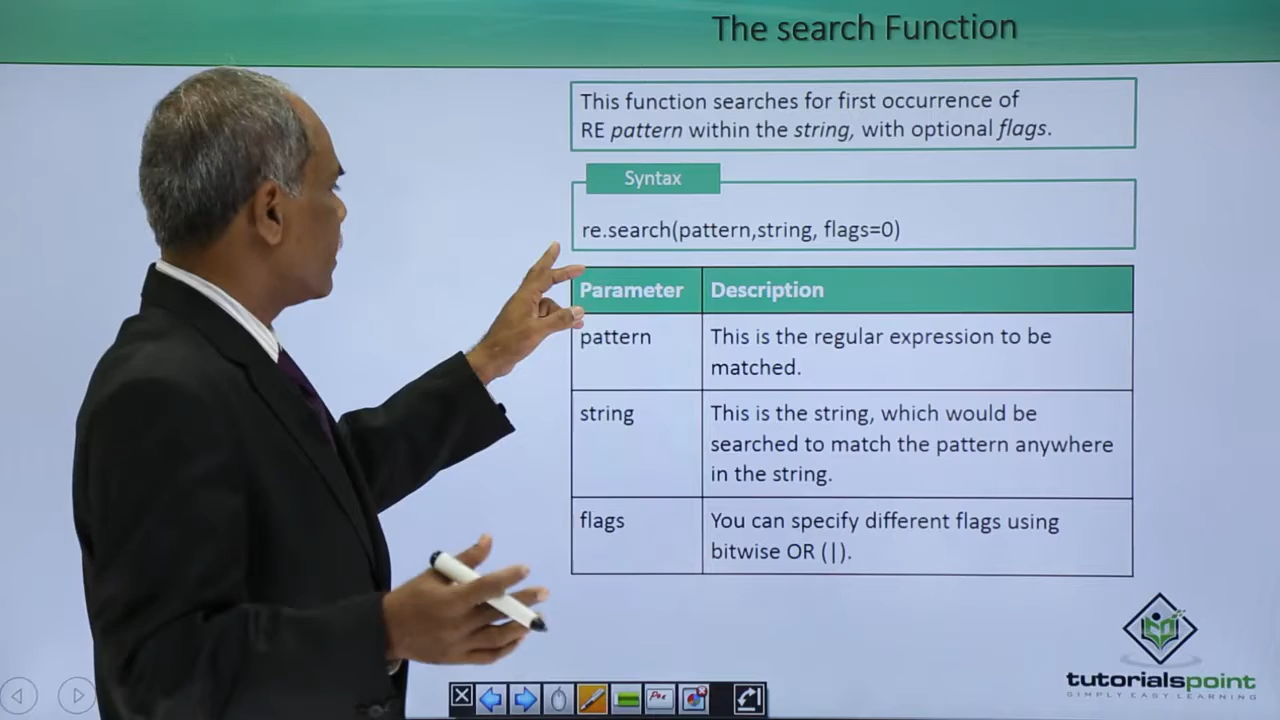 The search Function
This function searches for first occurrence of
RE pattern within the string, with optional flags.
Syntax
re.search(pattern,string, flags=0)
Parameter Description
pattern This is the regular expression to be
matched.
string This is the string, which would be
searched to match the pattern anywhere
in the string.
flags You can specify different flags using
bitwise OR (|).
tutorialspoint
SIMPLY EASY LEARNING